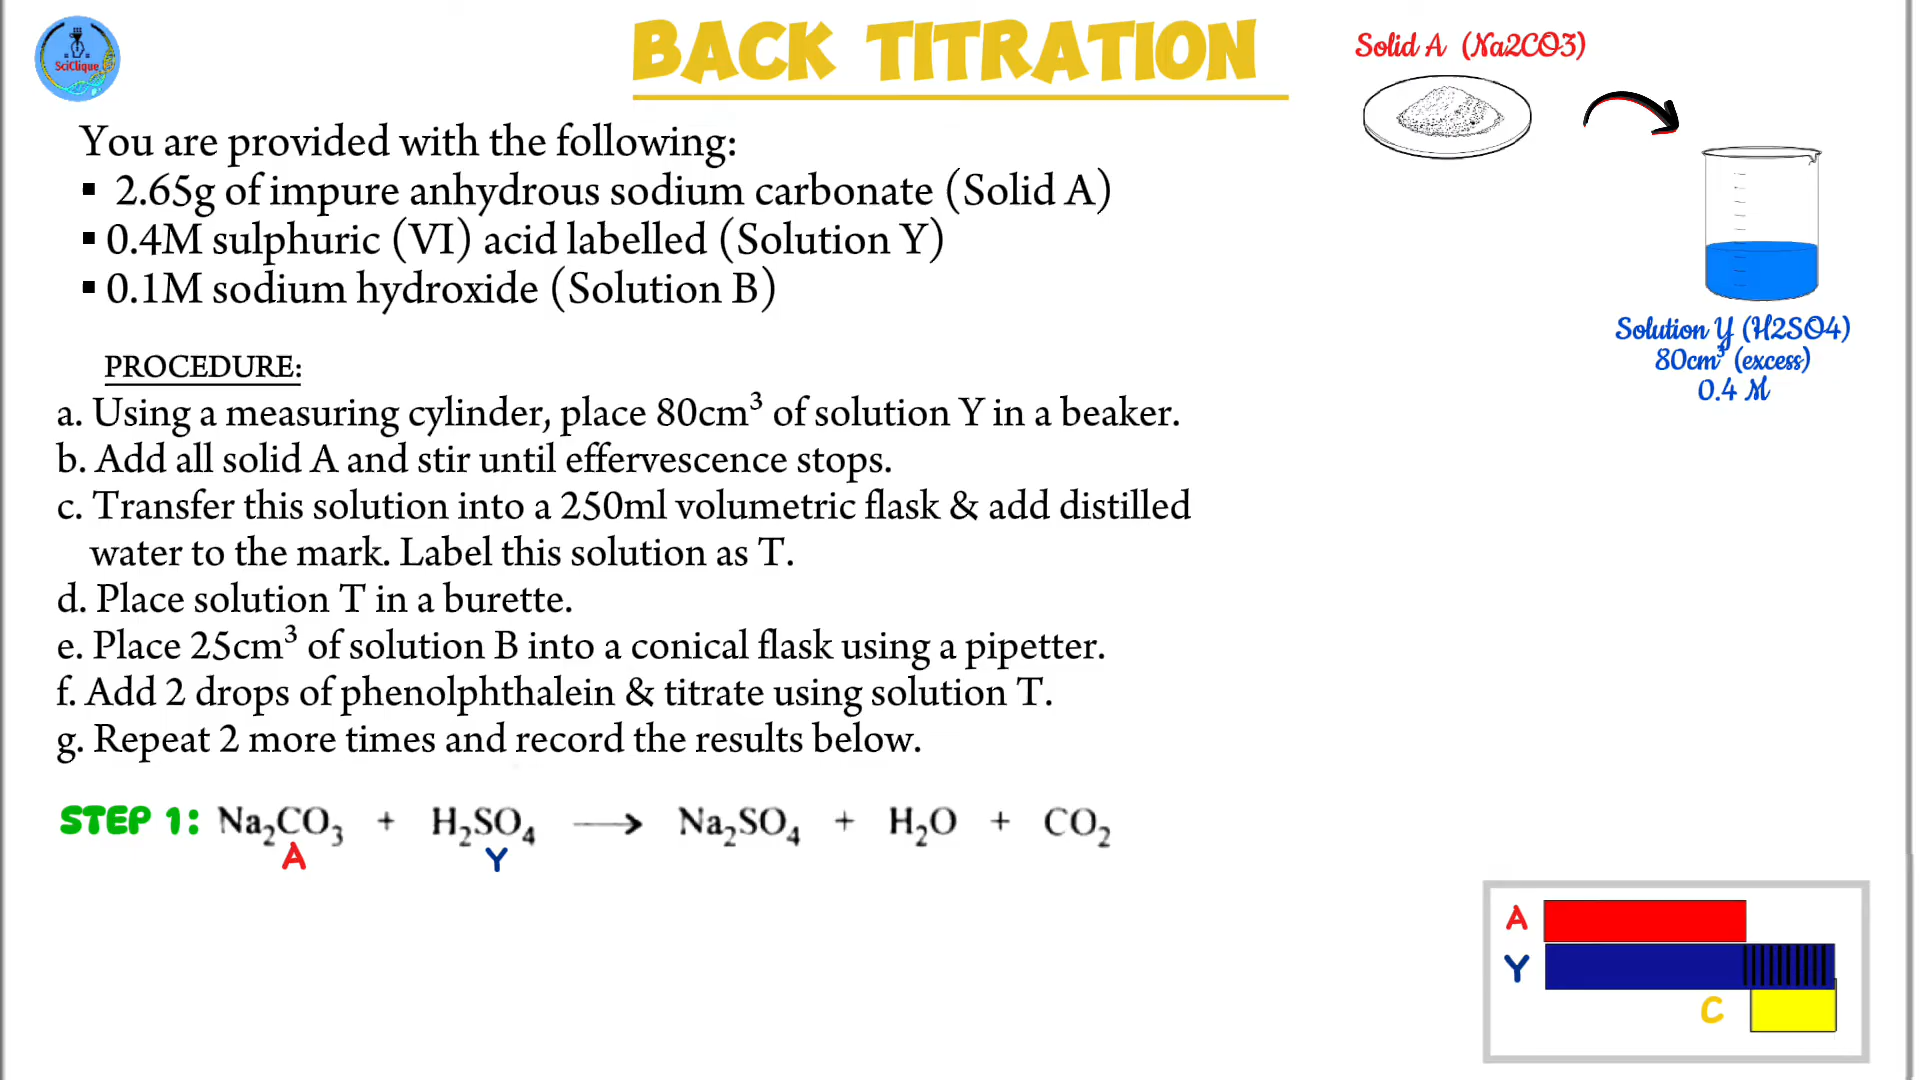 SciClique
BACK TITRATION
Solid A (Na2CO3)
You are provided with the following:
▪ 2.65g of impure anhydrous sodium carbonate (Solid A)
▪ 0.4M sulphuric (VI) acid labelled (Solution Y)
▪ 0.1M sodium hydroxide (Solution B)
Solution Y (H2SO4)
80cm³ (excess)
0.4 M
PROCEDURE:
a. Using a measuring cylinder, place 80cm³ of solution Y in a beaker.
b. Add all solid A and stir until effervescence stops.
c. Transfer this solution into a 250ml volumetric flask & add distilled
water to the mark. Label this solution as T.
d. Place solution T in a burette.
e. Place 25cm³ of solution B into a conical flask using a pipetter.
f. Add 2 drops of phenolphthalein & titrate using solution T.
g. Repeat 2 more times and record the results below.
STEP 1: Na₂CO₃ + H₂SO₄ ⟶ Na₂SO₄ + H₂O + CO₂
A Y
A
Y
C